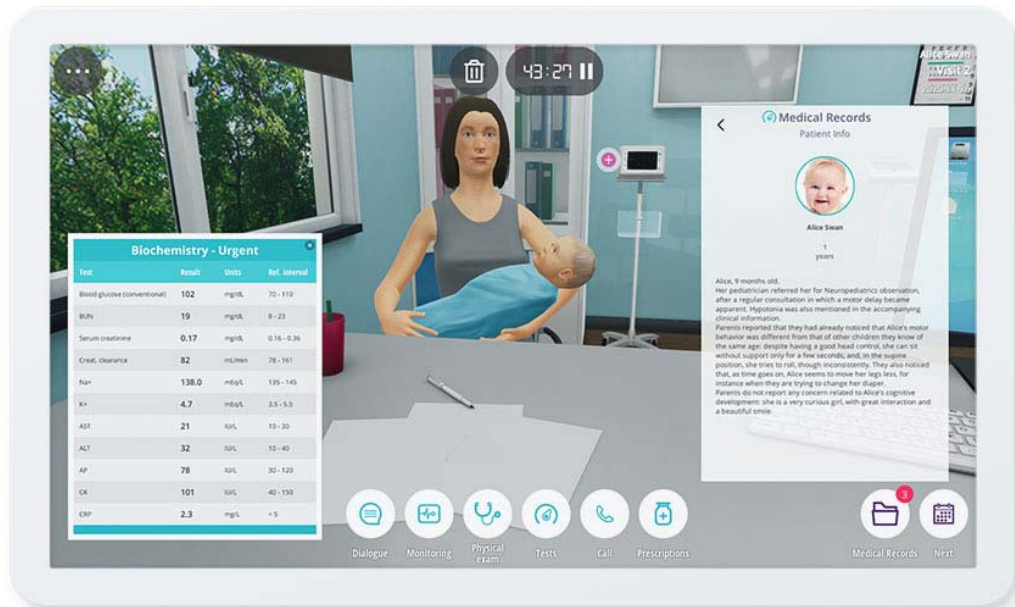 43:27
Alice Swan
Visit 2
Medical Records
Patient Info
Alice Swan
1
years
Alice, 9 months old.
Her pediatrician referred her for Neuropediatrics observation,
after a regular consultation in which a motor delay became
apparent. Hypotonia was also mentioned in the accompanying
clinical information.
Parents reported that they had already noticed that Alice's motor
behavior was different from that of other children they know of
the same age: despite having a good head control, she can sit
without support only for a few seconds, and, in the supine
position, she tries to roll, though inconsistently. They also noticed
that, as time goes on, Alice seems to move her legs less, for
instance when they are trying to change her diaper.
Parents do not report any concern related to Alice's cognitive
development: she is a very curious girl, with great interaction and
a beautiful smile.
Biochemistry - Urgent
Test Result Units Ref. interval
Blood glucose (conventional) 102 mg/dL 70 - 110
BUN 19 mg/dL 8 - 23
Serum creatinine 0.17 mg/dL 0.16 - 0.36
Creat. clearance 82 mL/min 78 - 161
Na+ 138.0 mEq/L 135 - 145
K+ 4.7 mEq/L 3.5 - 5.5
AST 21 IU/L 10 - 30
ALT 32 IU/L 10 - 40
AP 78 IU/L 30 - 120
CK 101 IU/L 40 - 150
CRP 2.3 mg/L < 5
3
Dialogue
Monitoring
Physical
exam
Tests
Call
Prescriptions
Medical Records
Next